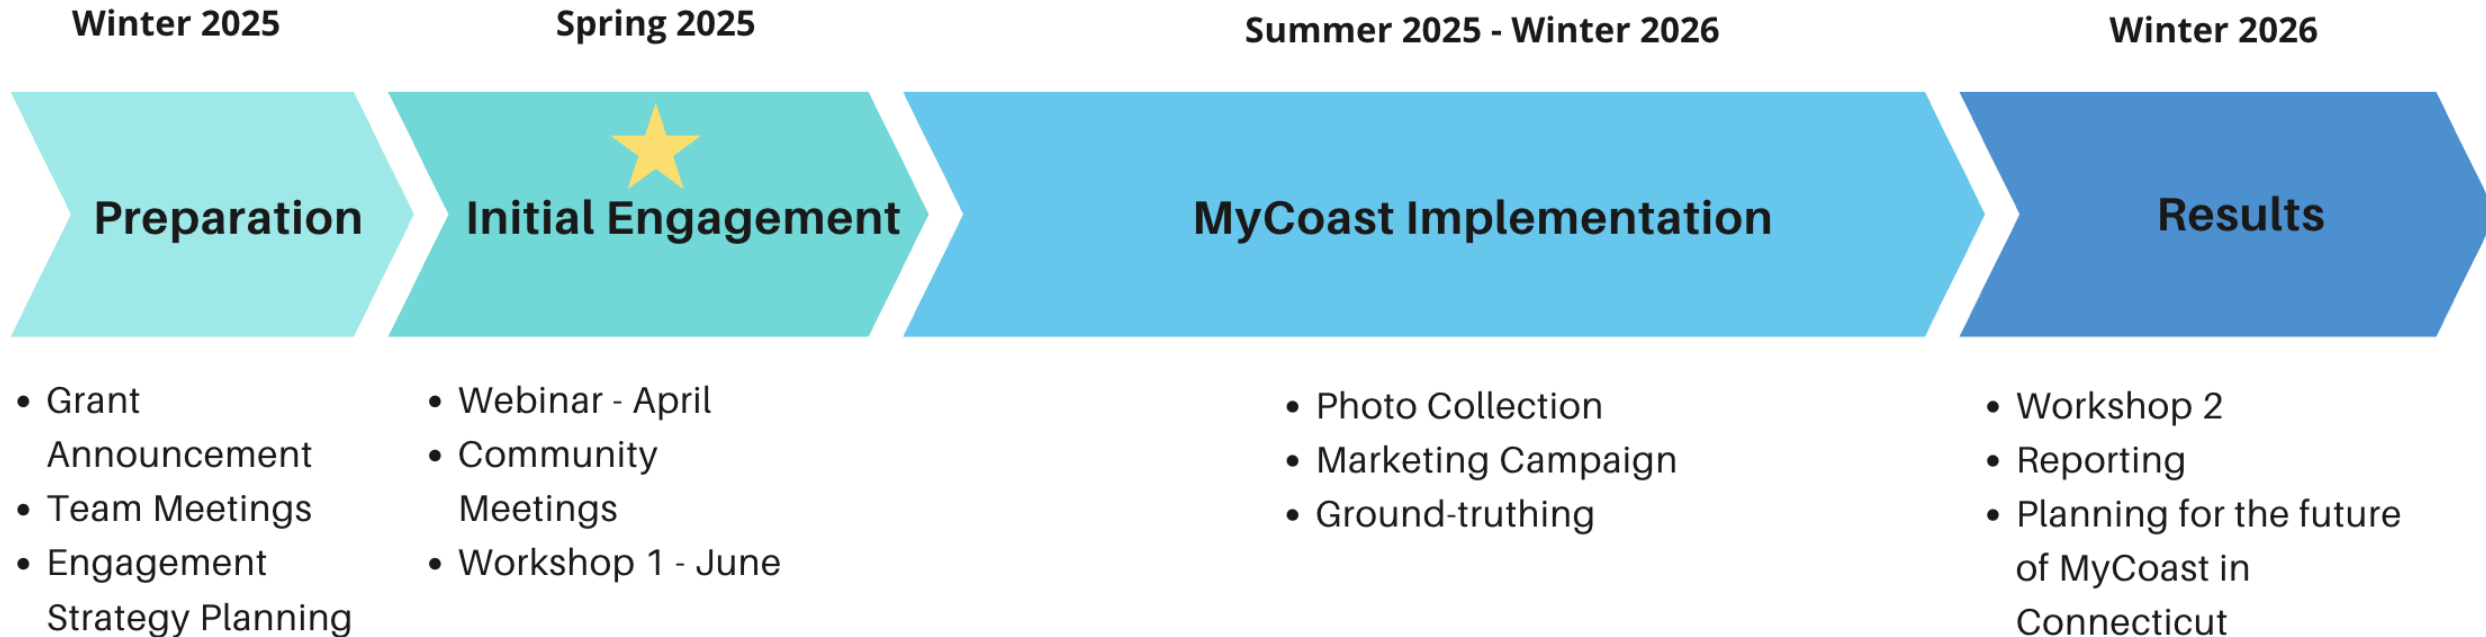 Winter 2025
Spring 2025
Summer 2025 - Winter 2026
Winter 2026
Preparation
Initial Engagement
MyCoast Implementation
Results
• Grant
Announcement
• Team Meetings
• Engagement
Strategy Planning
• Webinar - April
• Community
Meetings
• Workshop 1 - June
• Photo Collection
• Marketing Campaign
• Ground-truthing
• Workshop 2
• Reporting
• Planning for the future
of MyCoast in
Connecticut